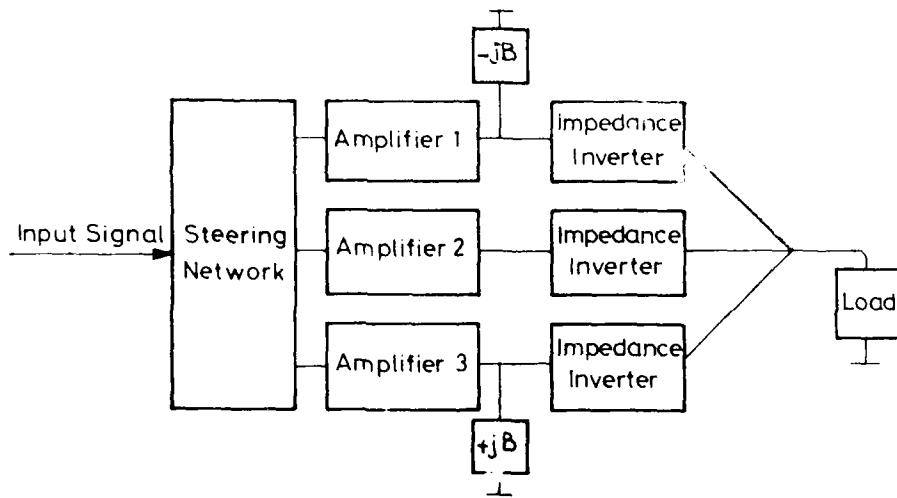 -jB
Amplifier 1
Impedance
Inverter
Input Signal
Steering
Network
Amplifier 2
Impedance
Inverter
Load
Amplifier 3
Impedance
Inverter
+jB